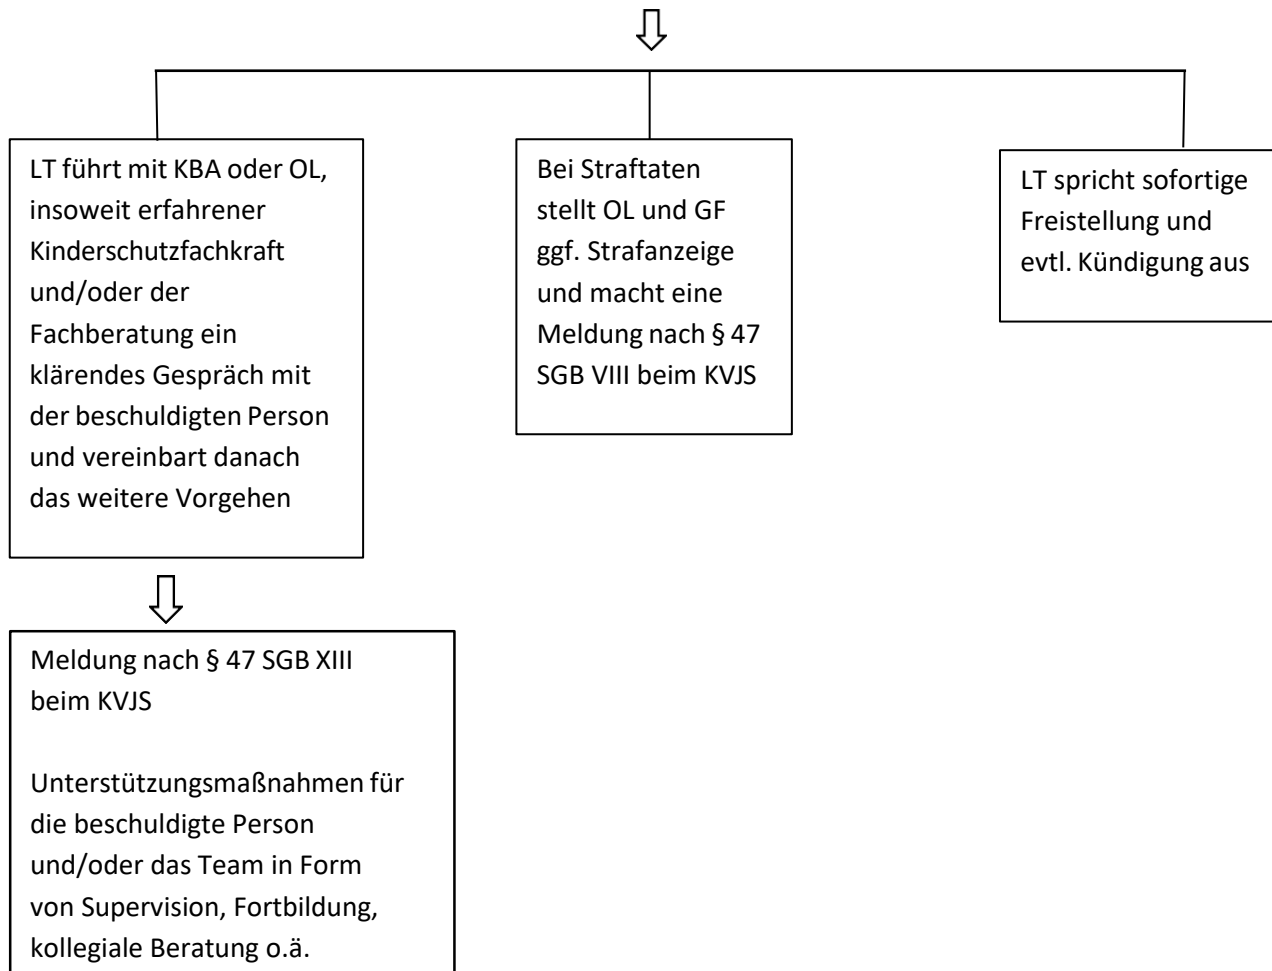 LT führt mit KBA oder OL,
insoweit erfahrener
Kinderschutzfachkraft
und/oder der
Fachberatung ein
klärendes Gespräch mit
der beschuldigten Person
und vereinbart danach
das weitere Vorgehen
Bei Straftaten
stellt OL und GF
ggf. Strafanzeige
und macht eine
Meldung nach § 47
SGB VIII beim KVJS
LT spricht sofortige
Freistellung und
evtl. Kündigung aus
Meldung nach § 47 SGB XIII
beim KVJS
Unterstützungsmaßnahmen für
die beschuldigte Person
und/oder das Team in Form
von Supervision, Fortbildung,
kollegiale Beratung o.ä.